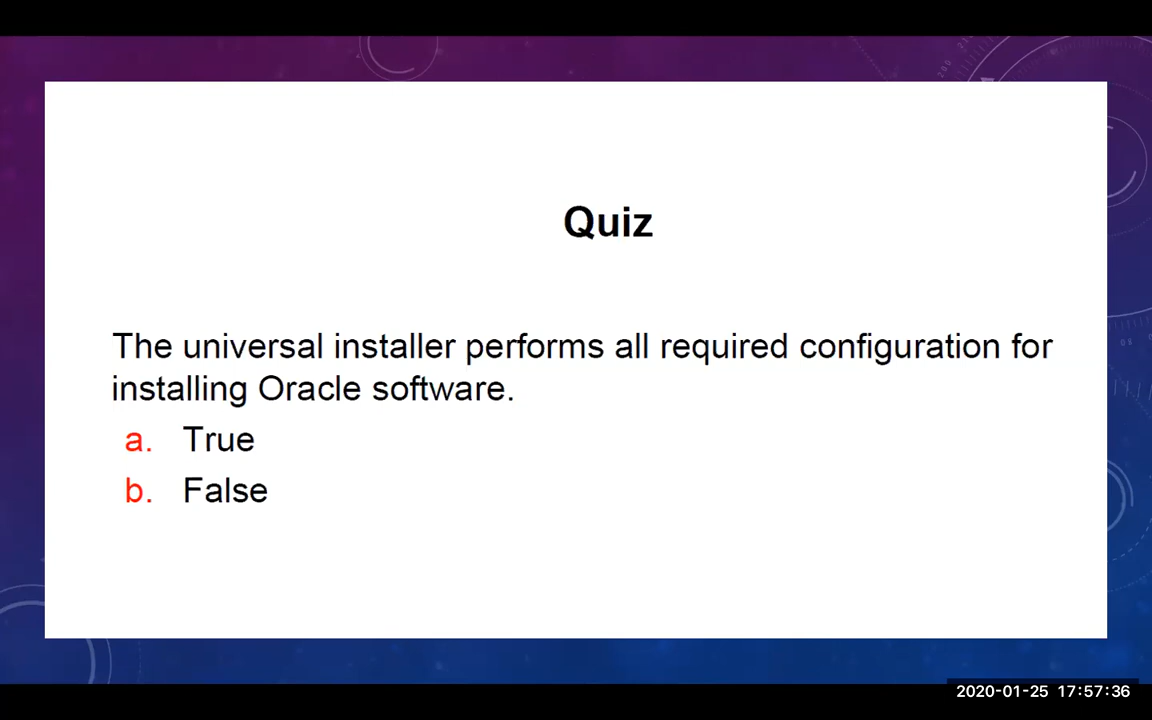 Quiz
The universal installer performs all required configuration for
installing Oracle software.
a. True
b. False
2020-01-25 17:57:36